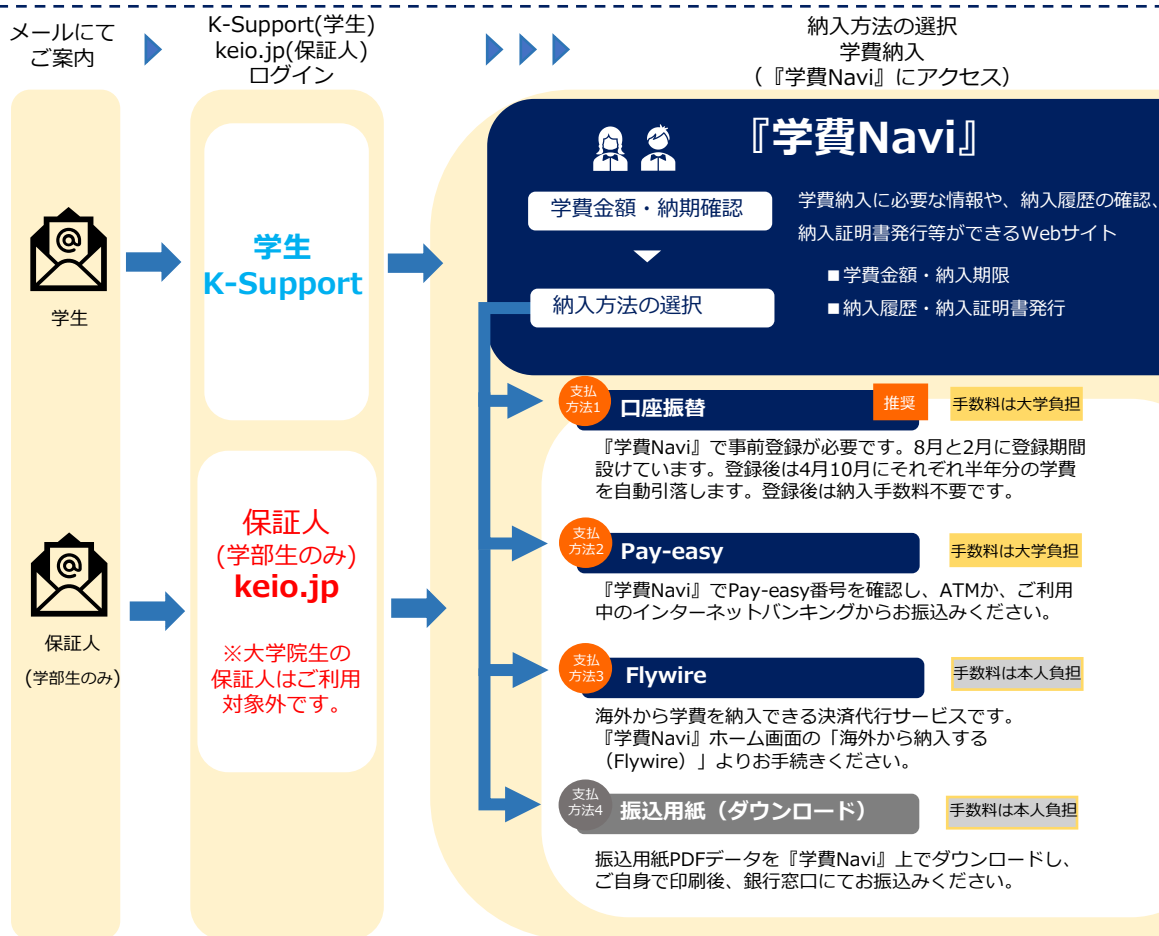 メールにて
ご案内
K-Support(学生)
keio.jp(保証人)
ログイン
納入方法の選択
学費納入
（『学費Navi』にアクセス）
@
学生
学生
K-Support
@
保証人
(学部生のみ)
保証人
(学部生のみ)
keio.jp
※大学院生の
保証人はご利用
対象外です。
『学費Navi』
学費金額・納期確認
納入方法の選択
学費納入に必要な情報や、納入履歴の確認、
納入証明書発行等ができるWebサイト
■学費金額・納入期限
■納入履歴・納入証明書発行
支払
方法1
口座振替
推奨
手数料は大学負担
『学費Navi』で事前登録が必要です。8月と2月に登録期間
設けています。登録後は4月10月にそれぞれ半年分の学費
を自動引落します。登録後は納入手数料不要です。
支払
方法2
Pay-easy
手数料は大学負担
『学費Navi』でPay-easy番号を確認し、ATMか、ご利用
中のインターネットバンキングからお振込みください。
支払
方法3
Flywire
手数料は本人負担
海外から学費を納入できる決済代行サービスです。
『学費Navi』ホーム画面の「海外から納入する
（Flywire）」よりお手続きください。
支払
方法4
振込用紙（ダウンロード）
手数料は本人負担
振込用紙PDFデータを『学費Navi』上でダウンロードし、
ご自身で印刷後、銀行窓口にてお振込みください。